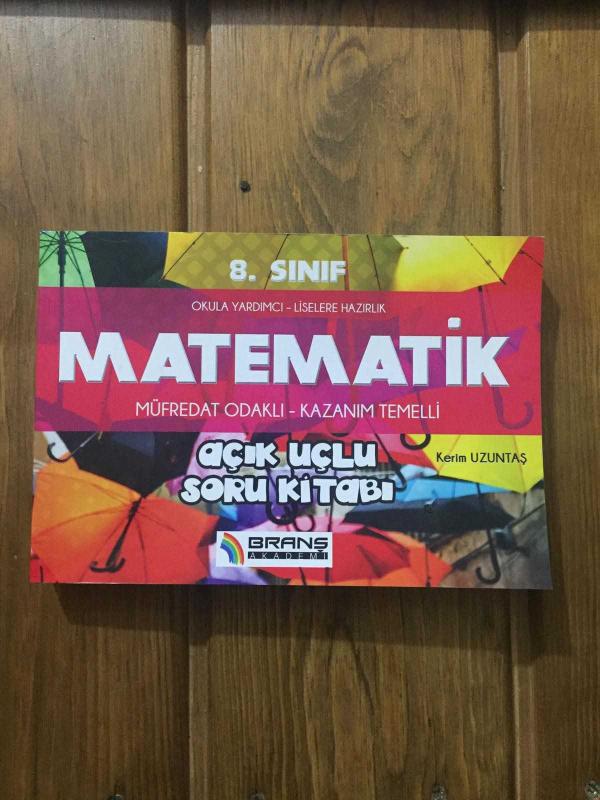 8. SINIF
OKULA YARDIMCI - LİSELERE HAZIRLIK
MATEMATİK
MÜFREDAT ODAKLI - KAZANIM TEMELLİ
AÇIK UÇLU
SORU KİTABI
Kerim UZUNTAŞ
BRANŞ
AKADEMİ